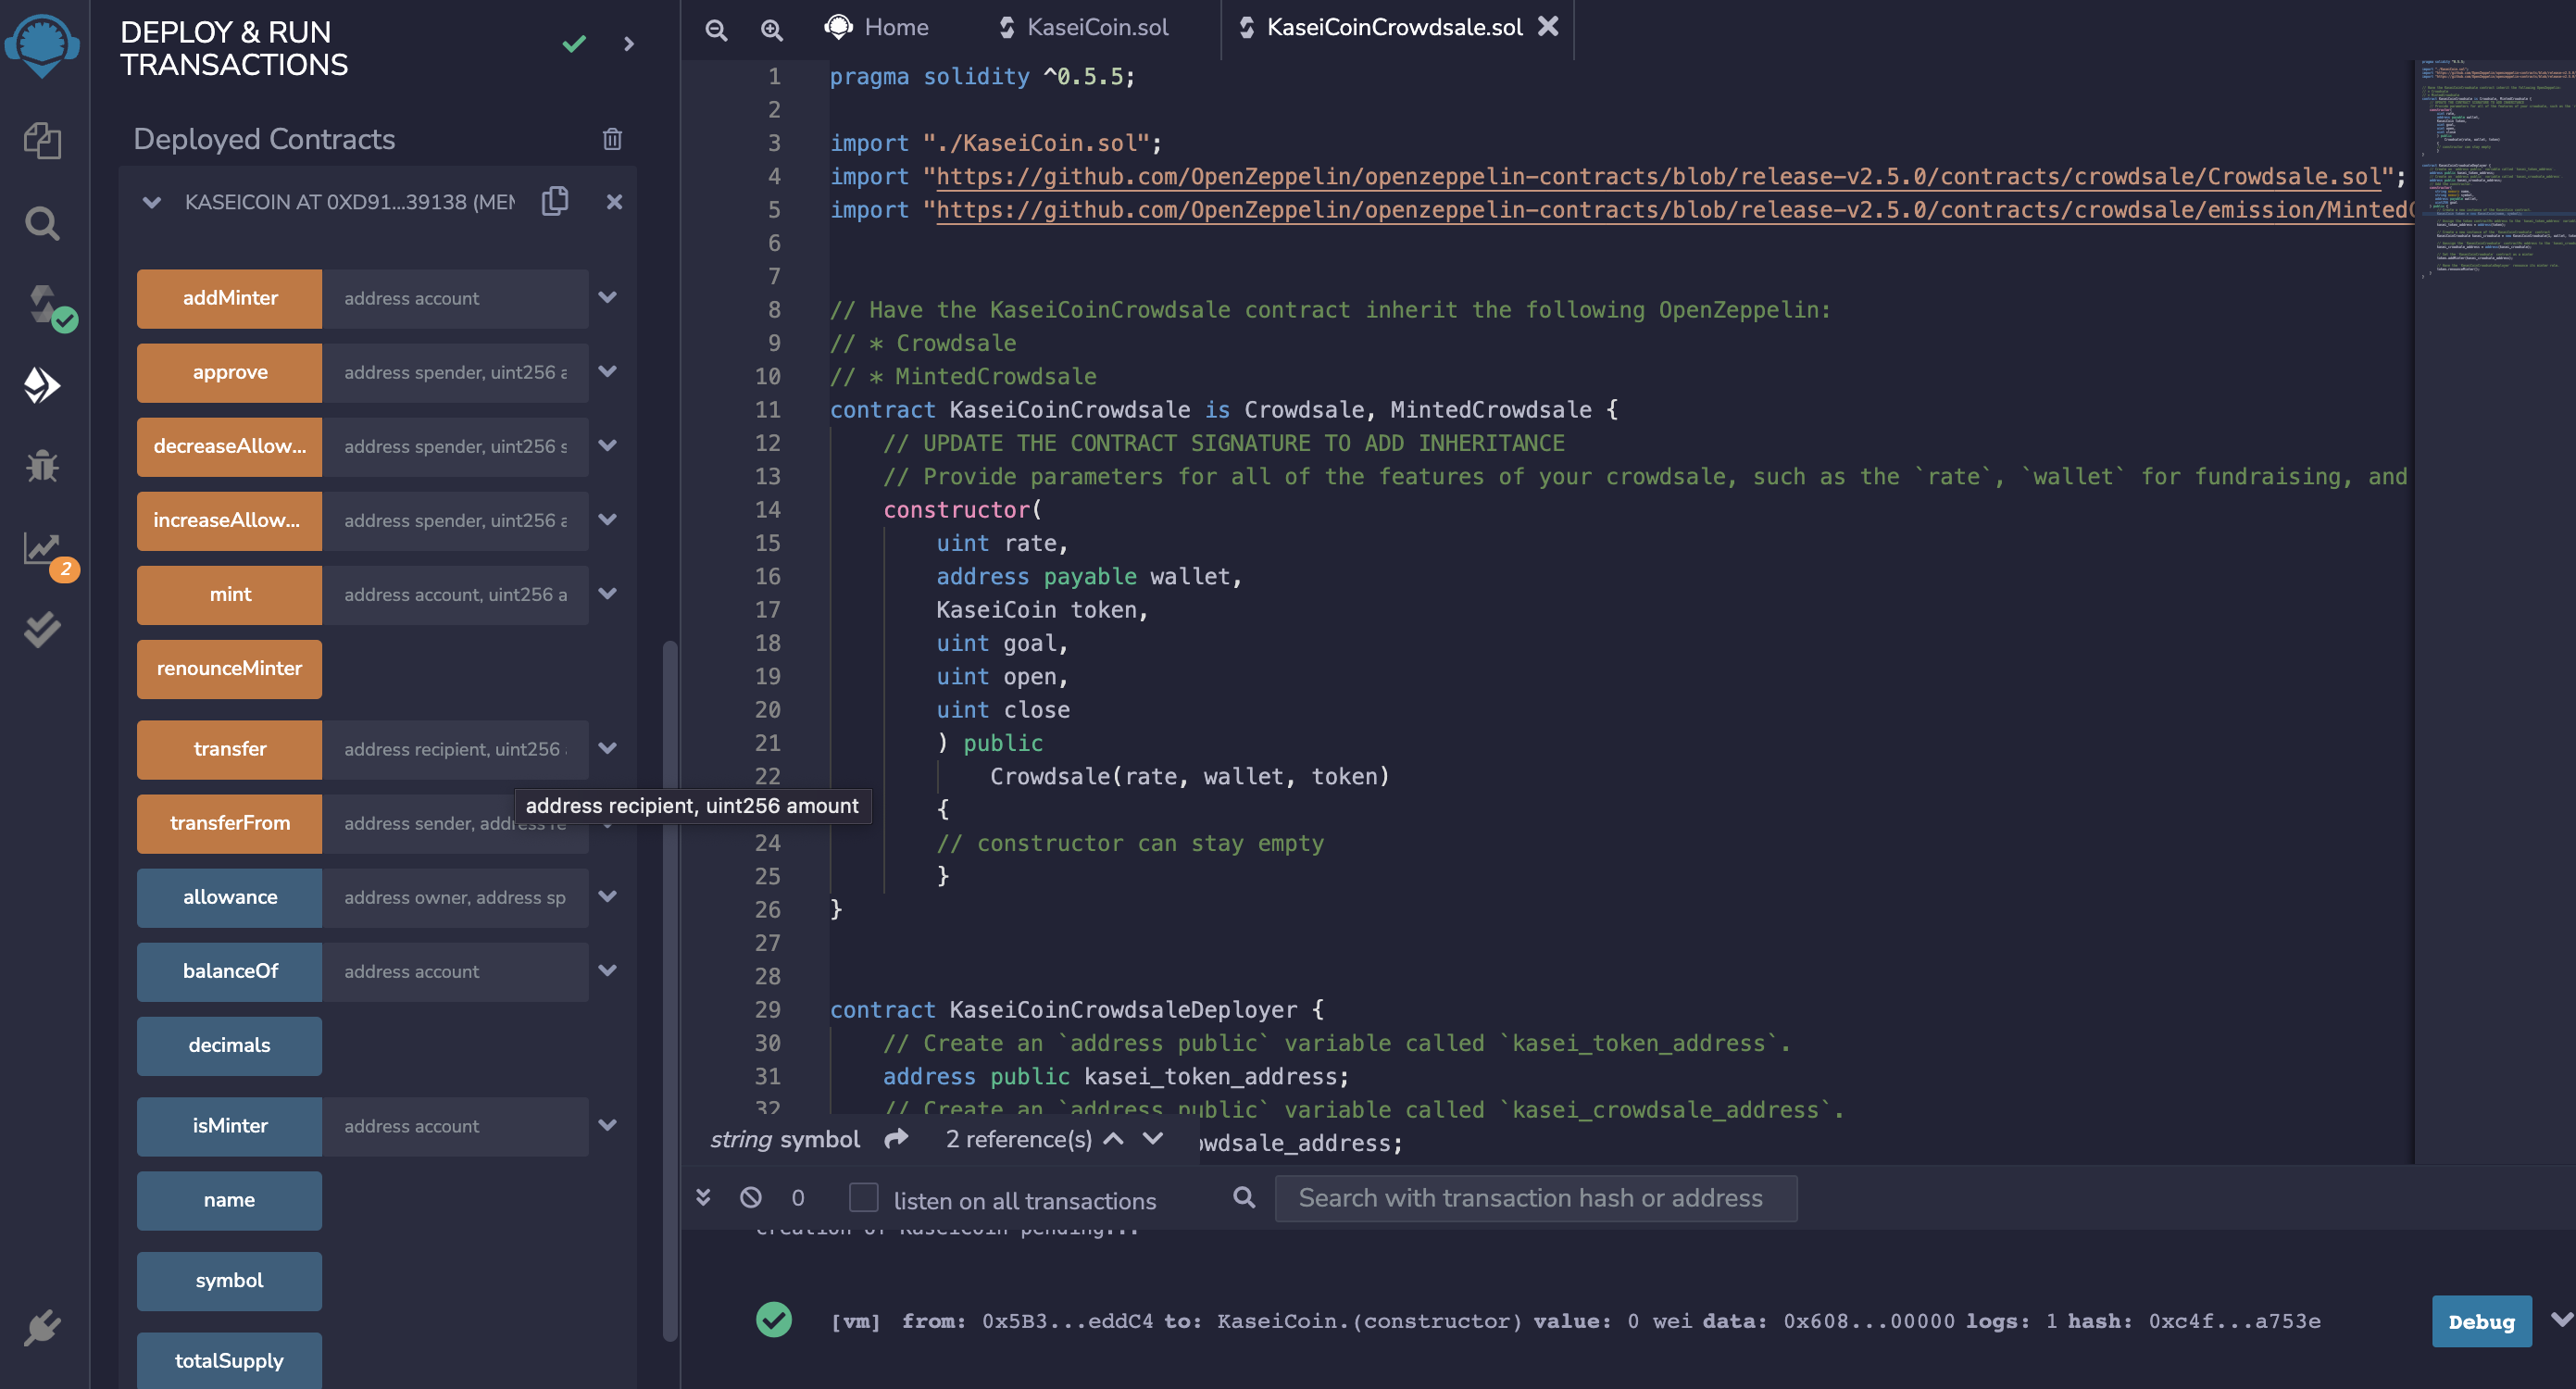 DEPLOY & RUN
TRANSACTIONS
Deployed Contracts
KASEICOIN AT 0XD91...39138 (MEM
addMinter address account
approve address spender, uint256 a
decreaseAllow... address spender, uint256 s
increaseAllow... address spender, uint256 a
mint address account, uint256 a
renounceMinter
transfer address recipient, uint256
address recipient, uint256 amount
transferFrom address sender, address re
allowance address owner, address sp
balanceOf address account
decimals
isMinter address account
name
symbol
totalSupply
2
Home KaseiCoin.sol KaseiCoinCrowdsale.sol
1 pragma solidity ^0.5.5;
2
3 import "./KaseiCoin.sol";
4 import "https://github.com/OpenZeppelin/openzeppelin-contracts/blob/release-v2.5.0/contracts/crowdsale/Crowdsale.sol";
5 import "https://github.com/OpenZeppelin/openzeppelin-contracts/blob/release-v2.5.0/contracts/crowdsale/emission/MintedC
6
7
8 // Have the KaseiCoinCrowdsale contract inherit the following OpenZeppelin:
9 // * Crowdsale
10 // * MintedCrowdsale
11 contract KaseiCoinCrowdsale is Crowdsale, MintedCrowdsale {
12 // UPDATE THE CONTRACT SIGNATURE TO ADD INHERITANCE
13 // Provide parameters for all of the features of your crowdsale, such as the `rate`, `wallet` for fundraising, and
14 constructor(
15 uint rate,
16 address payable wallet,
17 KaseiCoin token,
18 uint goal,
19 uint open,
20 uint close
21 ) public
22 Crowdsale(rate, wallet, token)
{
24 // constructor can stay empty
25 }
26 }
27
28
29 contract KaseiCoinCrowdsaleDeployer {
30 // Create an `address public` variable called `kasei_token_address`.
31 address public kasei_token_address;
32 // Create an `address public` variable called `kasei_crowdsale_address`.
string symbol 2 reference(s) owdsale_address;
0 listen on all transactions Search with transaction hash or address
creation of KaseiCoin pending...
[vm] from: 0x5B3...eddC4 to: KaseiCoin.(constructor) value: 0 wei data: 0x608...00000 logs: 1 hash: 0xc4f...a753e
Debug